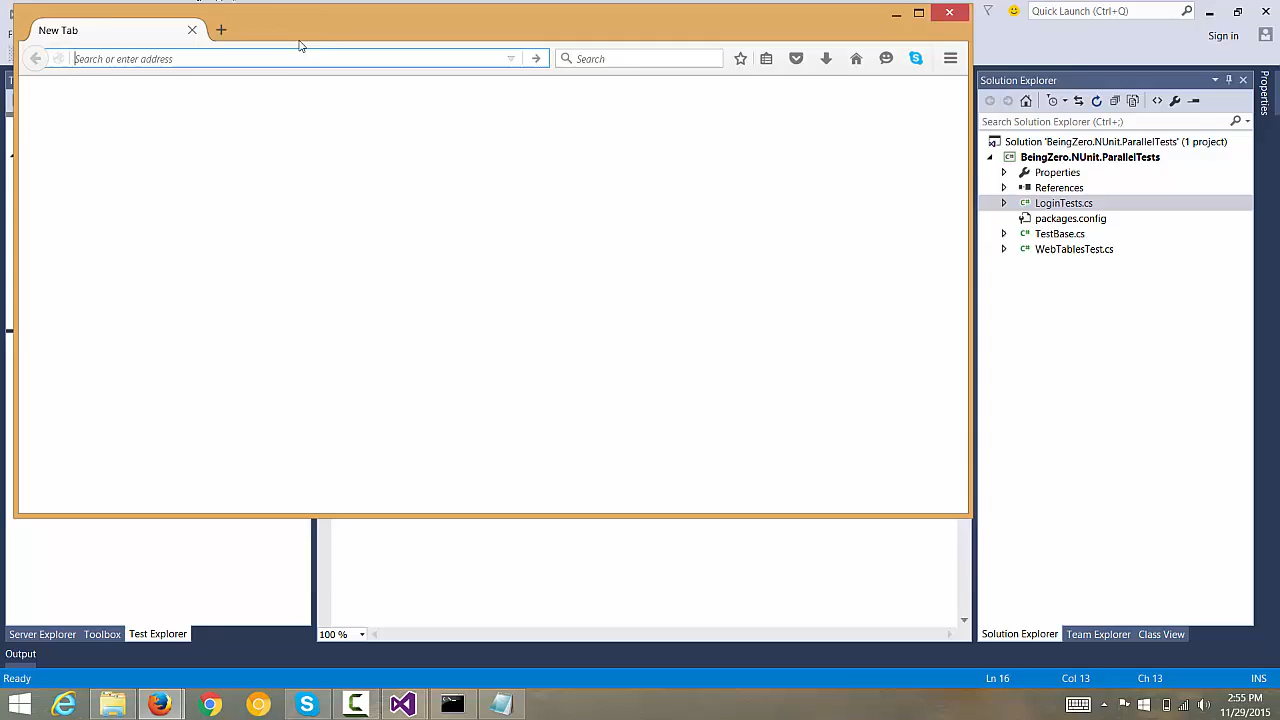 New Tab
Search or enter address
Search
Quick Launch (Ctrl+Q)
Sign in
Solution Explorer
Search Solution Explorer (Ctrl+;)
Solution 'BeingZero.NUnit.ParallelTests' (1 project)
BeingZero.NUnit.ParallelTests
Properties
References
LoginTests.cs
packages.config
TestBase.cs
WebTablesTest.cs
Properties
Server Explorer Toolbox Test Explorer
100 %
Solution Explorer Team Explorer Class View
Output
Ready
Ln 16 Col 13 Ch 13 INS
2:55 PM
11/29/2015